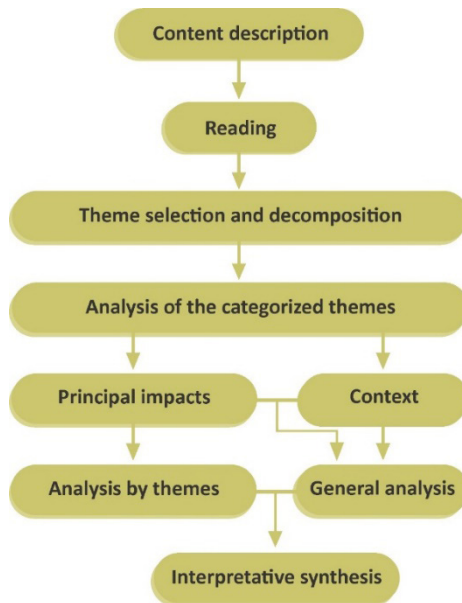 Content description
Reading
Theme selection and decomposition
Analysis of the categorized themes
Principal impacts
Context
Analysis by themes
General analysis
Interpretative synthesis